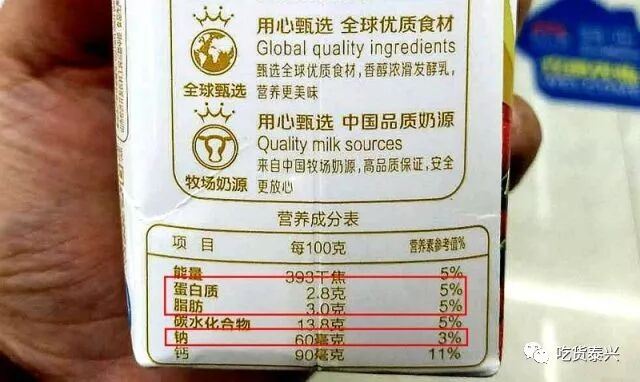 用心甄选 全球优质食材
Global quality ingredients
甄选全球优质食材，香醇浓滑发酵乳，
营养更美味
全球甄选
用心甄选 中国品质奶源
Quality milk sources
来自中国牧场奶源，高品质保证，安全
更放心
牧场奶源
营养成分表
项 目 每100克 营养素参考值%
能量 393千焦 5%
蛋白质 2.8克 5%
脂肪 3.0克 5%
碳水化合物 13.8克 5%
钠 60毫克 3%
钙 90毫克 11%
吃货泰兴